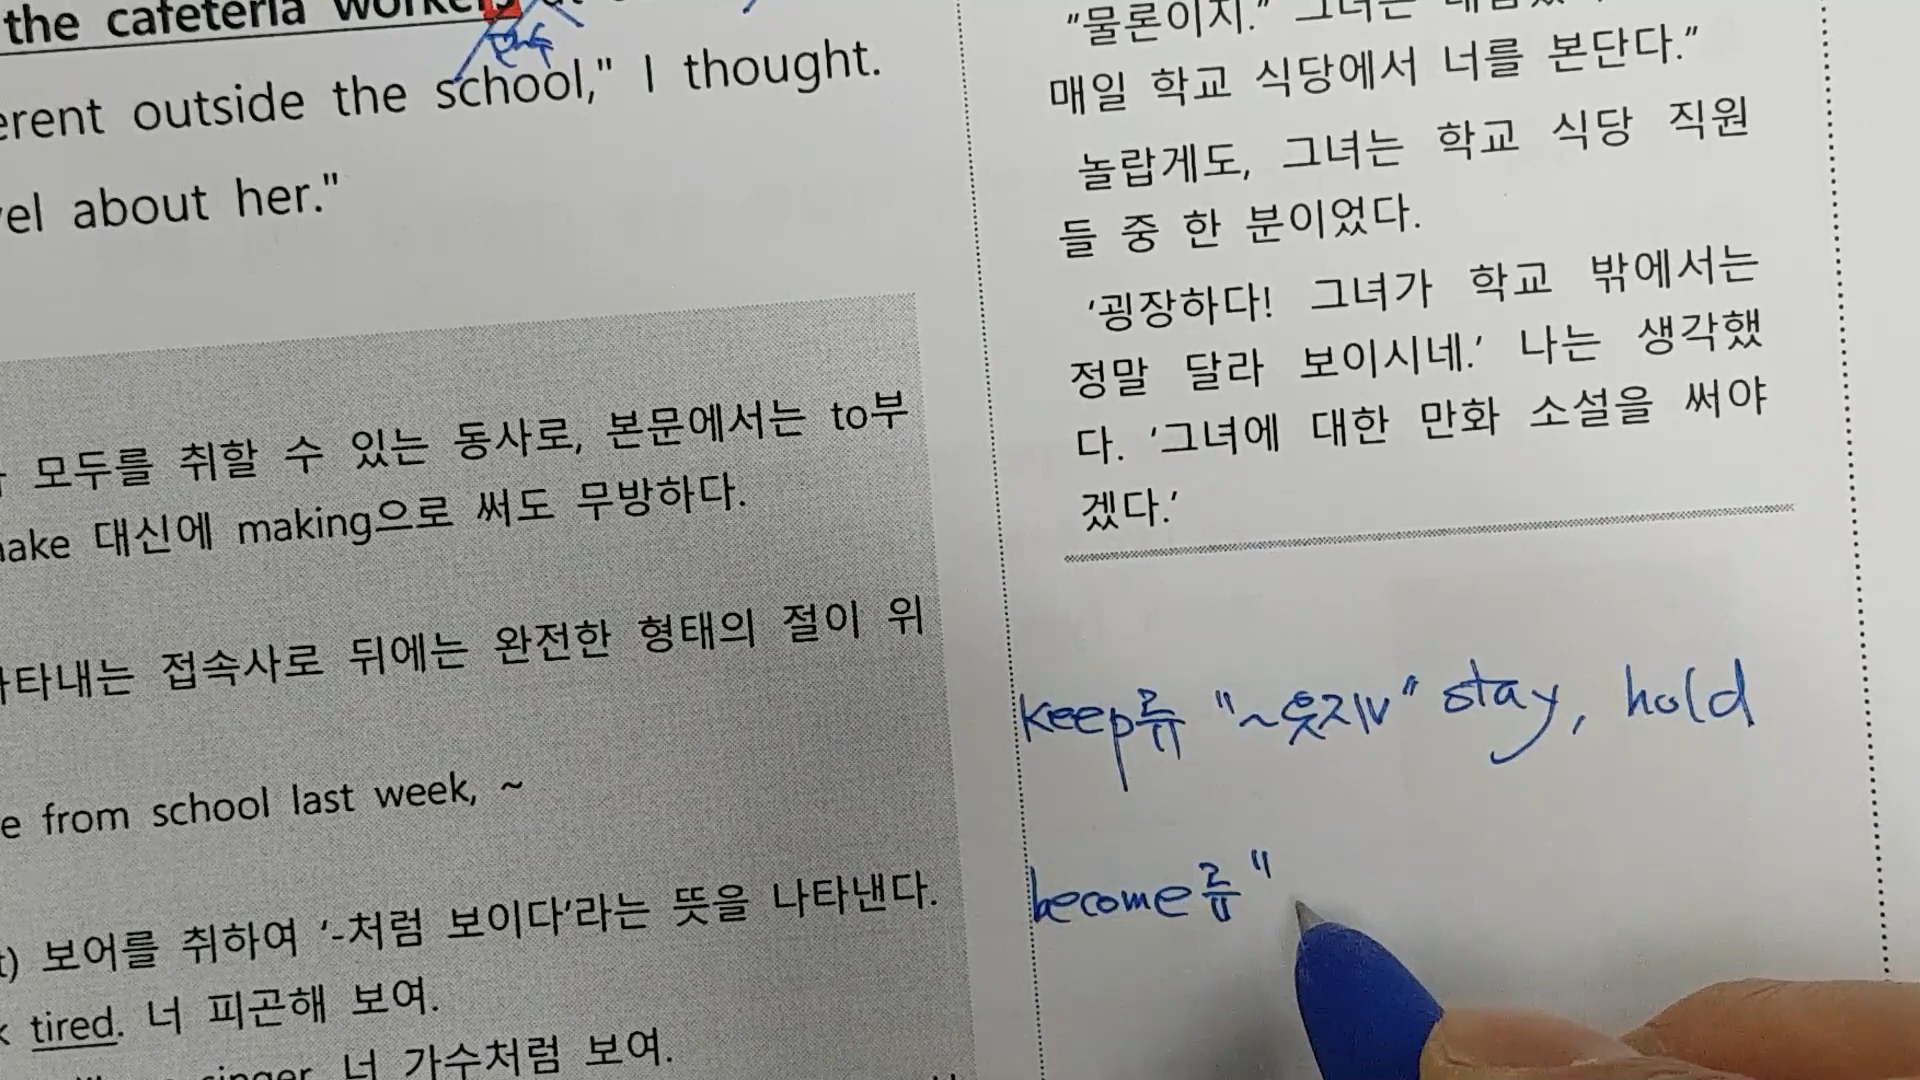 the cafeteria workers
erent outside the school," I thought.
vel about her."
모두를 취할 수 있는 동사로, 본문에서는 to부
make 대신에 making으로 써도 무방하다.
나타내는 접속사로 뒤에는 완전한 형태의 절이 위
e from school last week, ~
t) 보어를 취하여 '-처럼 보이다'라는 뜻을 나타낸다.
k tired. 너 피곤해 보여.
singer 너 가수처럼 보여.
"물론이지." 그녀는
매일 학교 식당에서 너를 본단다."
놀랍게도, 그녀는 학교 식당 직원
들 중 한 분이었다.
'굉장하다! 그녀가 학교 밖에서는
정말 달라 보이시네.' 나는 생각했
다. '그녀에 대한 만화 소설을 써야
겠다.'
keep류 "~유지v" stay, hold
become류 "